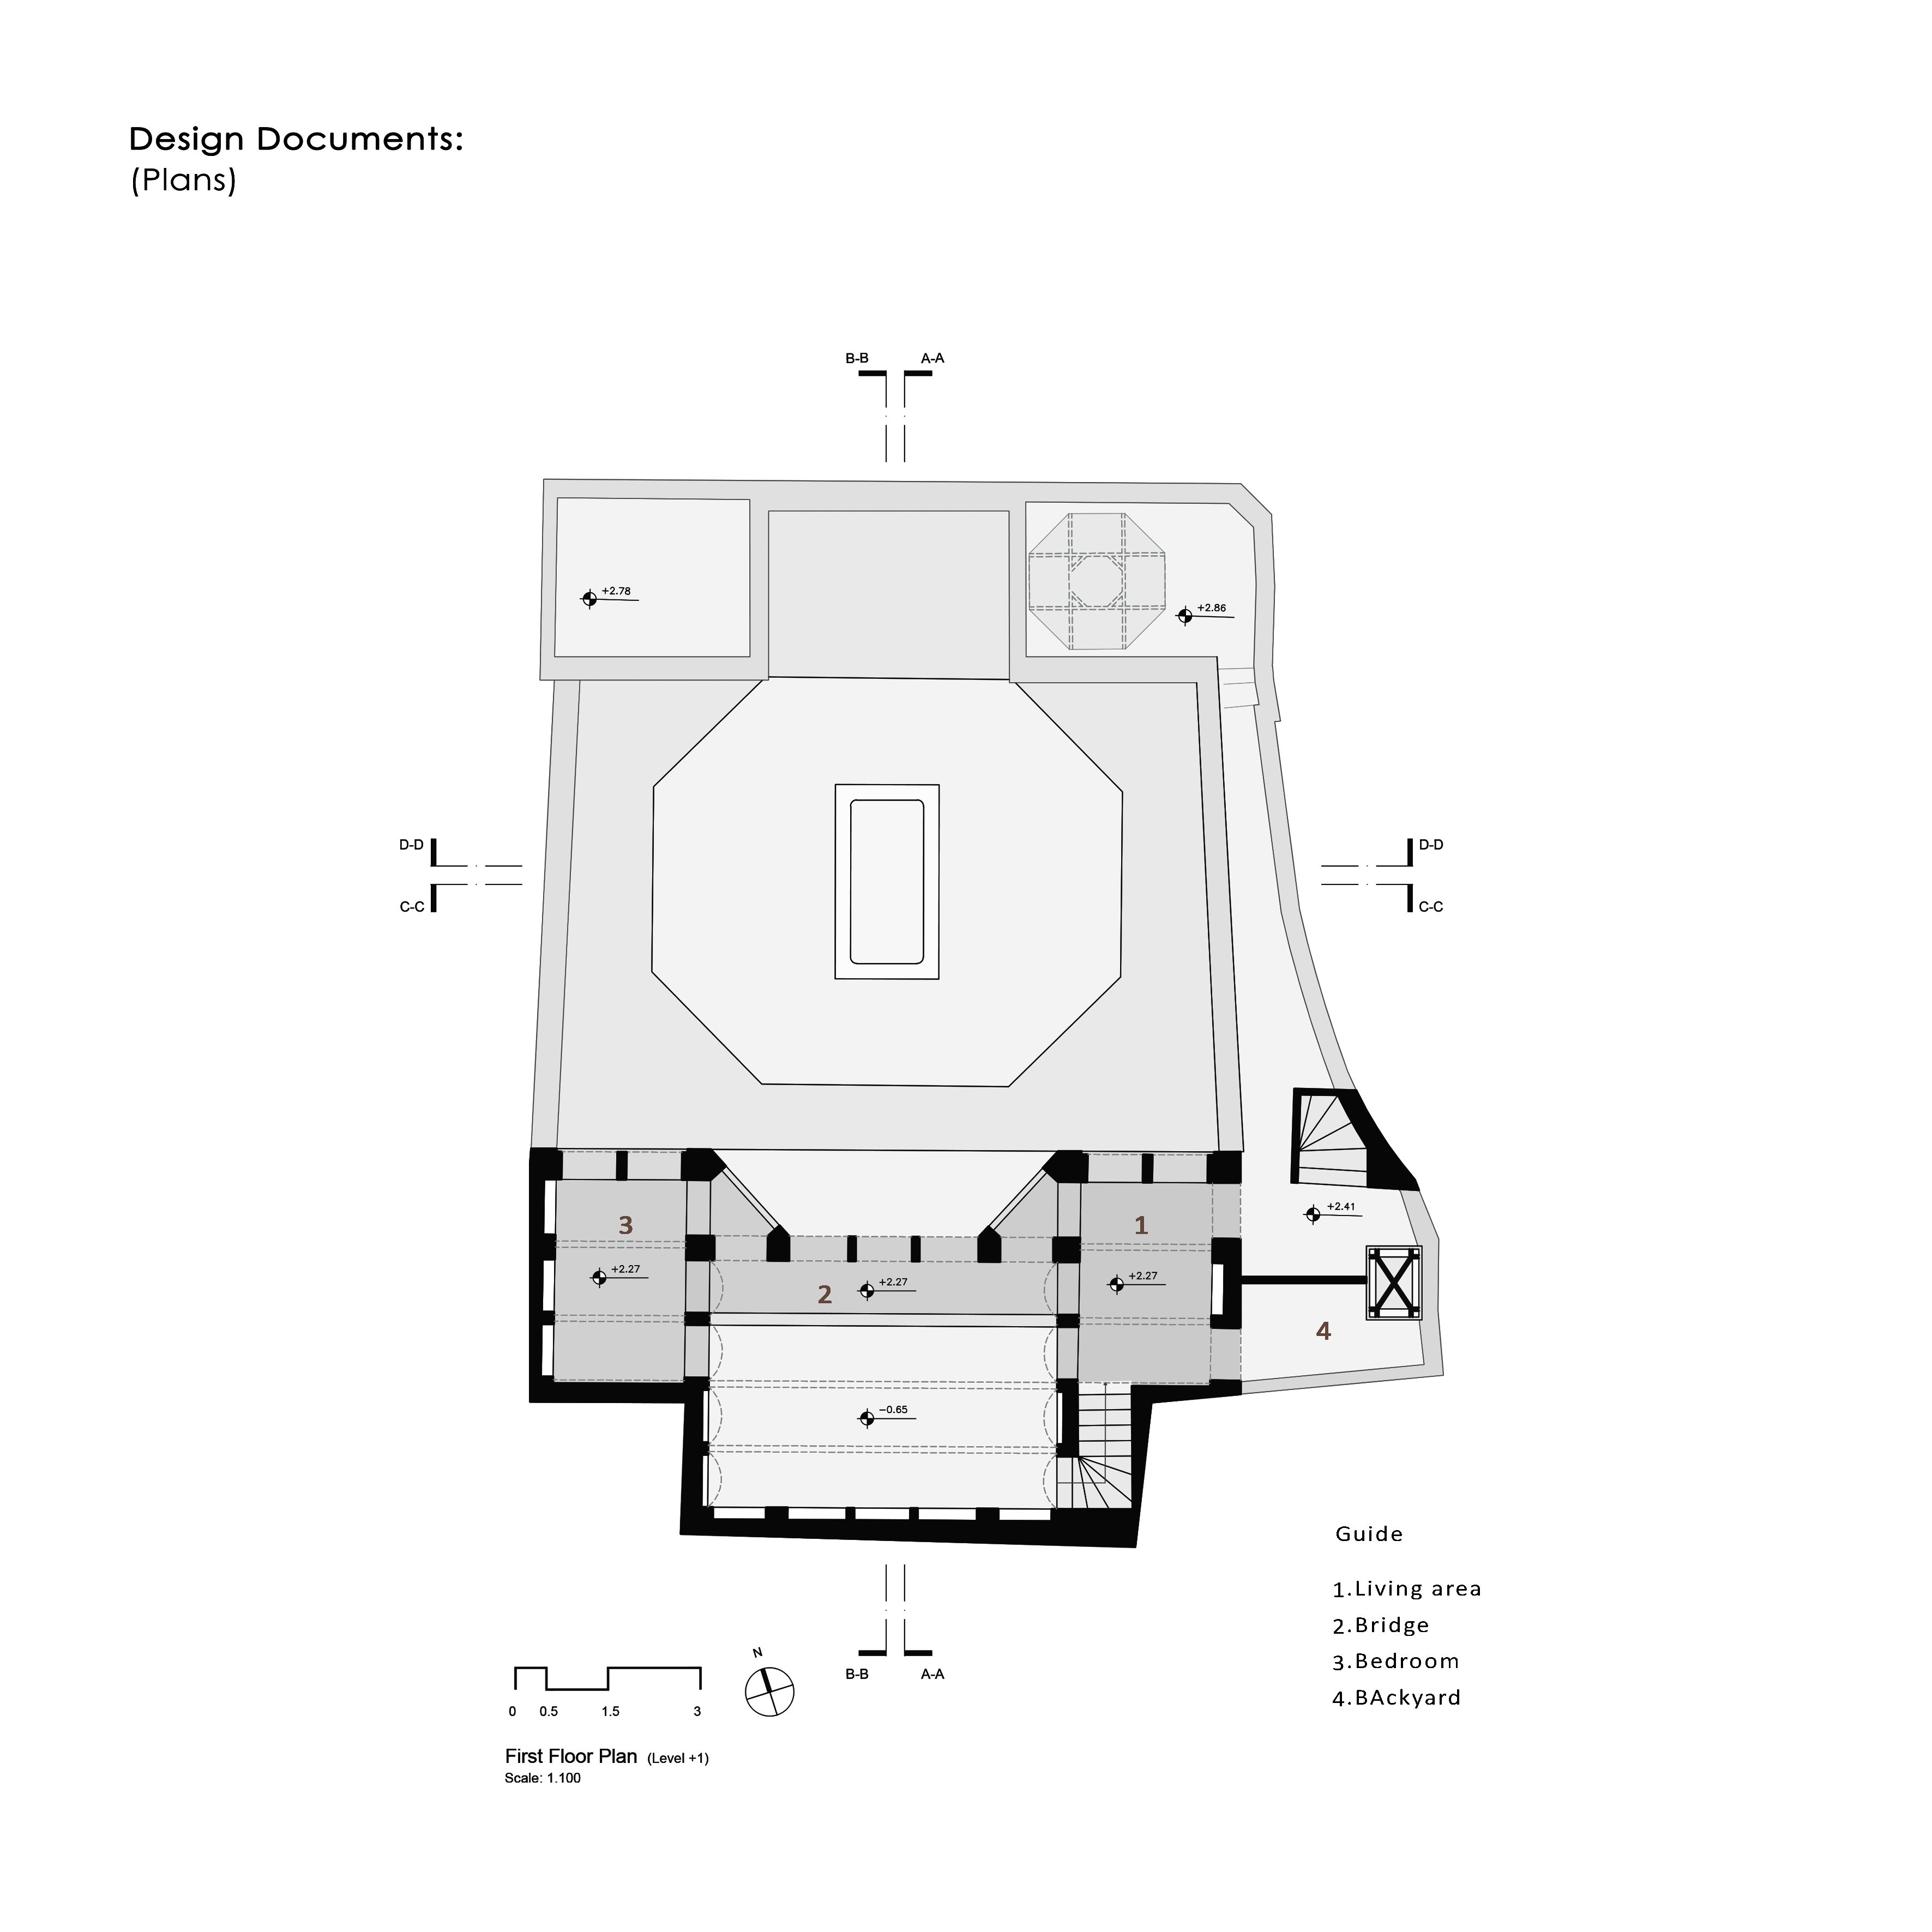 Design Documents:
(Plans)
B-B
A-A
+2.78
+2.86
D-D
D-D
C-C
C-C
+2.41
3
1
+2.27
+2.27
+2.27
2
4
−0.65
Guide
1.Living area
2.Bridge
3.Bedroom
4.BAckyard
B-B
A-A
N
0
0.5
1.5
3
First Floor Plan (Level +1)
Scale: 1.100